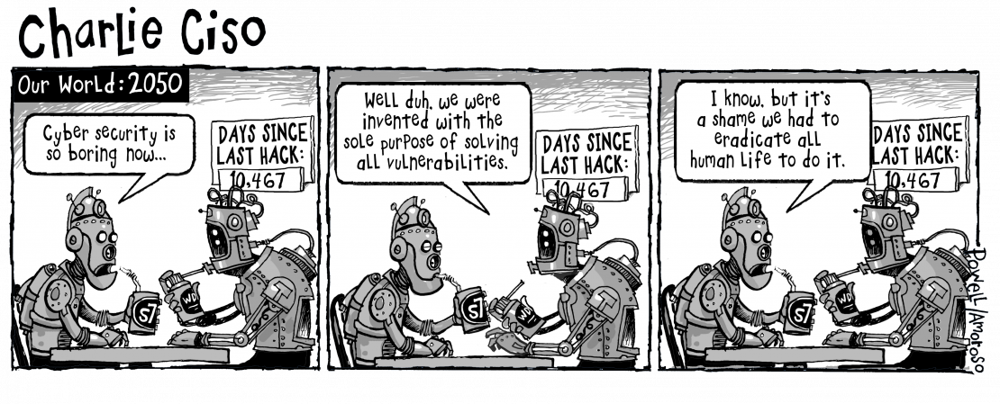 Charlie Ciso
Our World: 2050
Cyber security is
so boring now...
DAYS SINCE
LAST HACK:
10,467
S7
WD
Well duh, we were
invented with the
sole purpose of solving
all vulnerabilities.
DAYS SINCE
LAST HACK:
10,467
S7
WD
I know, but it's
a shame we had to
eradicate all
human life to do it.
DAYS SINCE
LAST HACK:
10,467
S7
WD
Powell/Amoroso